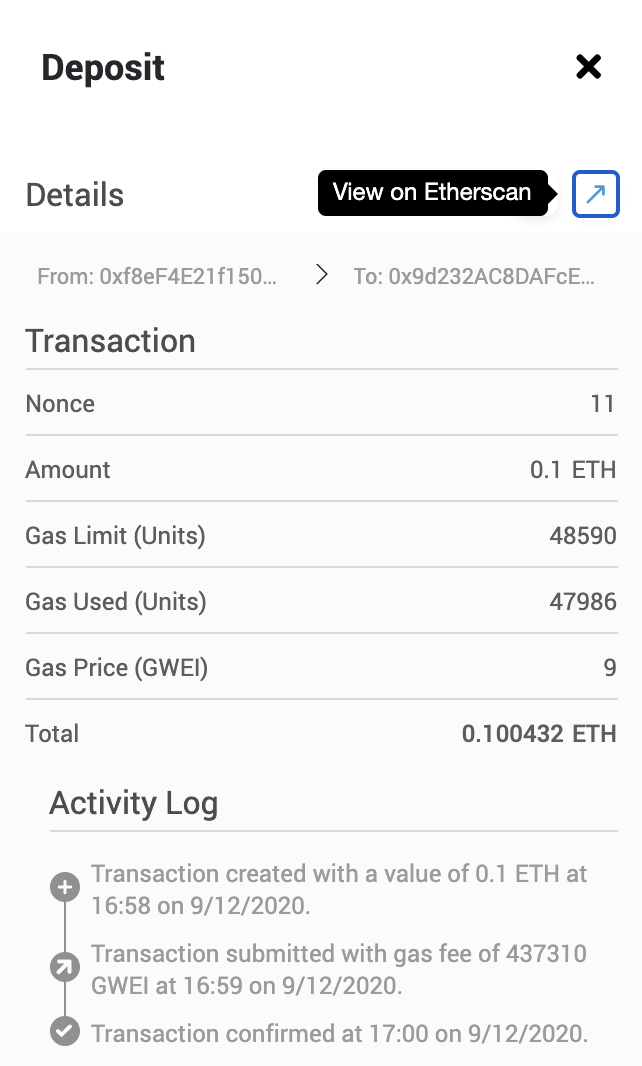 Deposit
Details
View on Etherscan
From: 0xf8eF4E21f150... To: 0x9d232AC8DAFcE...
Transaction
Nonce 11
Amount 0.1 ETH
Gas Limit (Units) 48590
Gas Used (Units) 47986
Gas Price (GWEI) 9
Total 0.100432 ETH
Activity Log
Transaction created with a value of 0.1 ETH at
16:58 on 9/12/2020.
Transaction submitted with gas fee of 437310
GWEI at 16:59 on 9/12/2020.
Transaction confirmed at 17:00 on 9/12/2020.